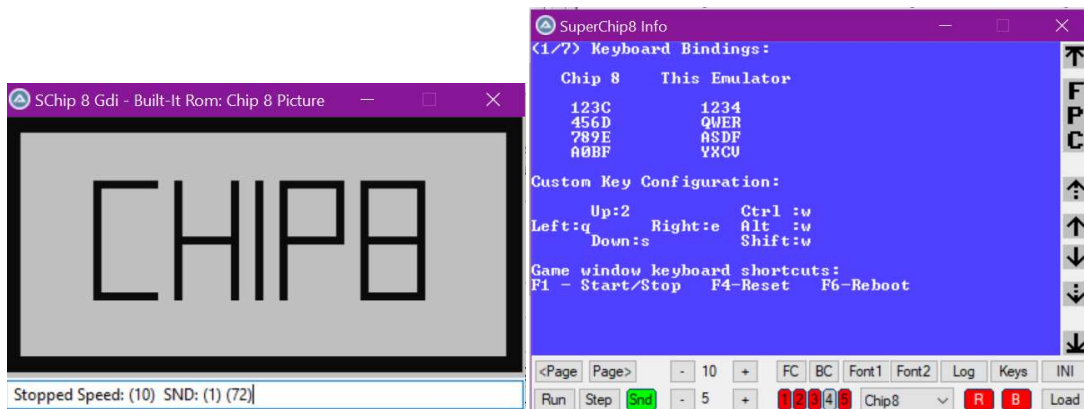 SChip 8 Gdi - Built-It Rom: Chip 8 Picture
CHIP8
Stopped Speed: (10) SND: (1) (72)
SuperChip8 Info
(1/7) Keyboard Bindings:
Chip 8 This Emulator
123C 1234
456D QWER
789E ASDF
A0BF YXCV
Custom Key Configuration:
Up:2 Ctrl :w
Left:q Right:e Alt :w
Down:s Shift:w
Game window keyboard shortcuts:
F1 - Start/Stop F4-Reset F6-Reboot
F
P
C
<Page Page> - 10 + FC BC Font1 Font2 Log Keys INI
Run Step Snd - 5 + 1 2 3 4 5 Chip8 R B Load